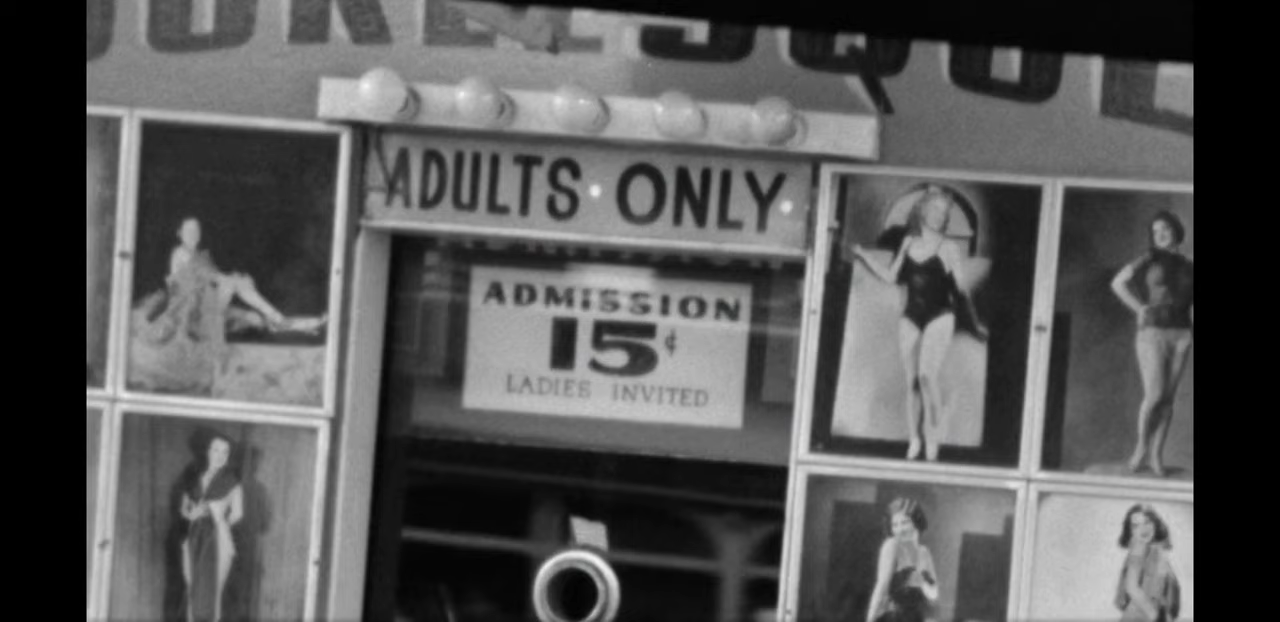 ADULTS · ONLY ·
ADMISSION
15¢
LADIES INVITED